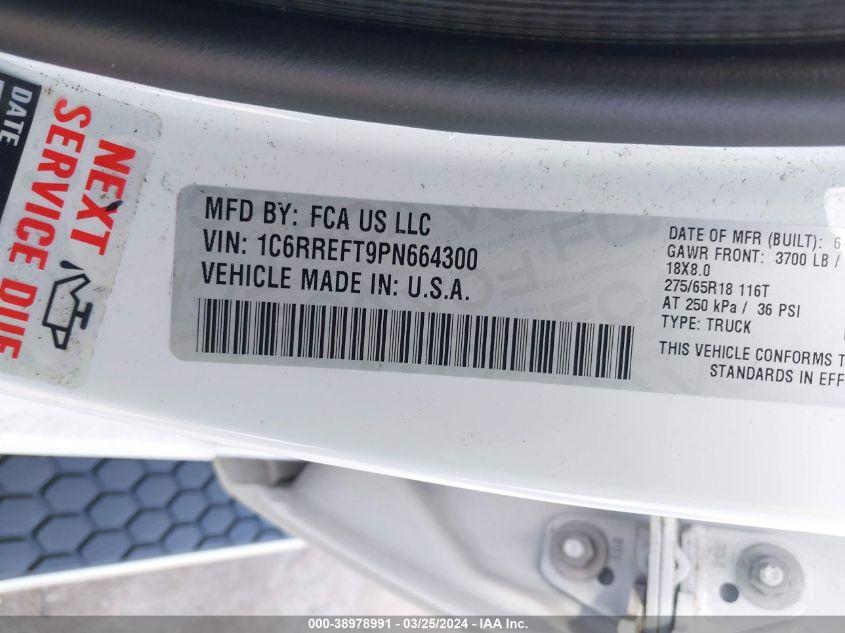 DATE
NEXT
SERVICE DUE
MFD BY: FCA US LLC
VIN: 1C6RREFT9PN664300
VEHICLE MADE IN: U.S.A.
DATE OF MFR (BUILT): 6
GAWR FRONT: 3700 LB /
18X8.0
275/65R18 116T
AT 250 kPa / 36 PSI
TYPE: TRUCK
THIS VEHICLE CONFORMS T
STANDARDS IN EFF
000-38978991 - 03/25/2024 - IAA Inc.